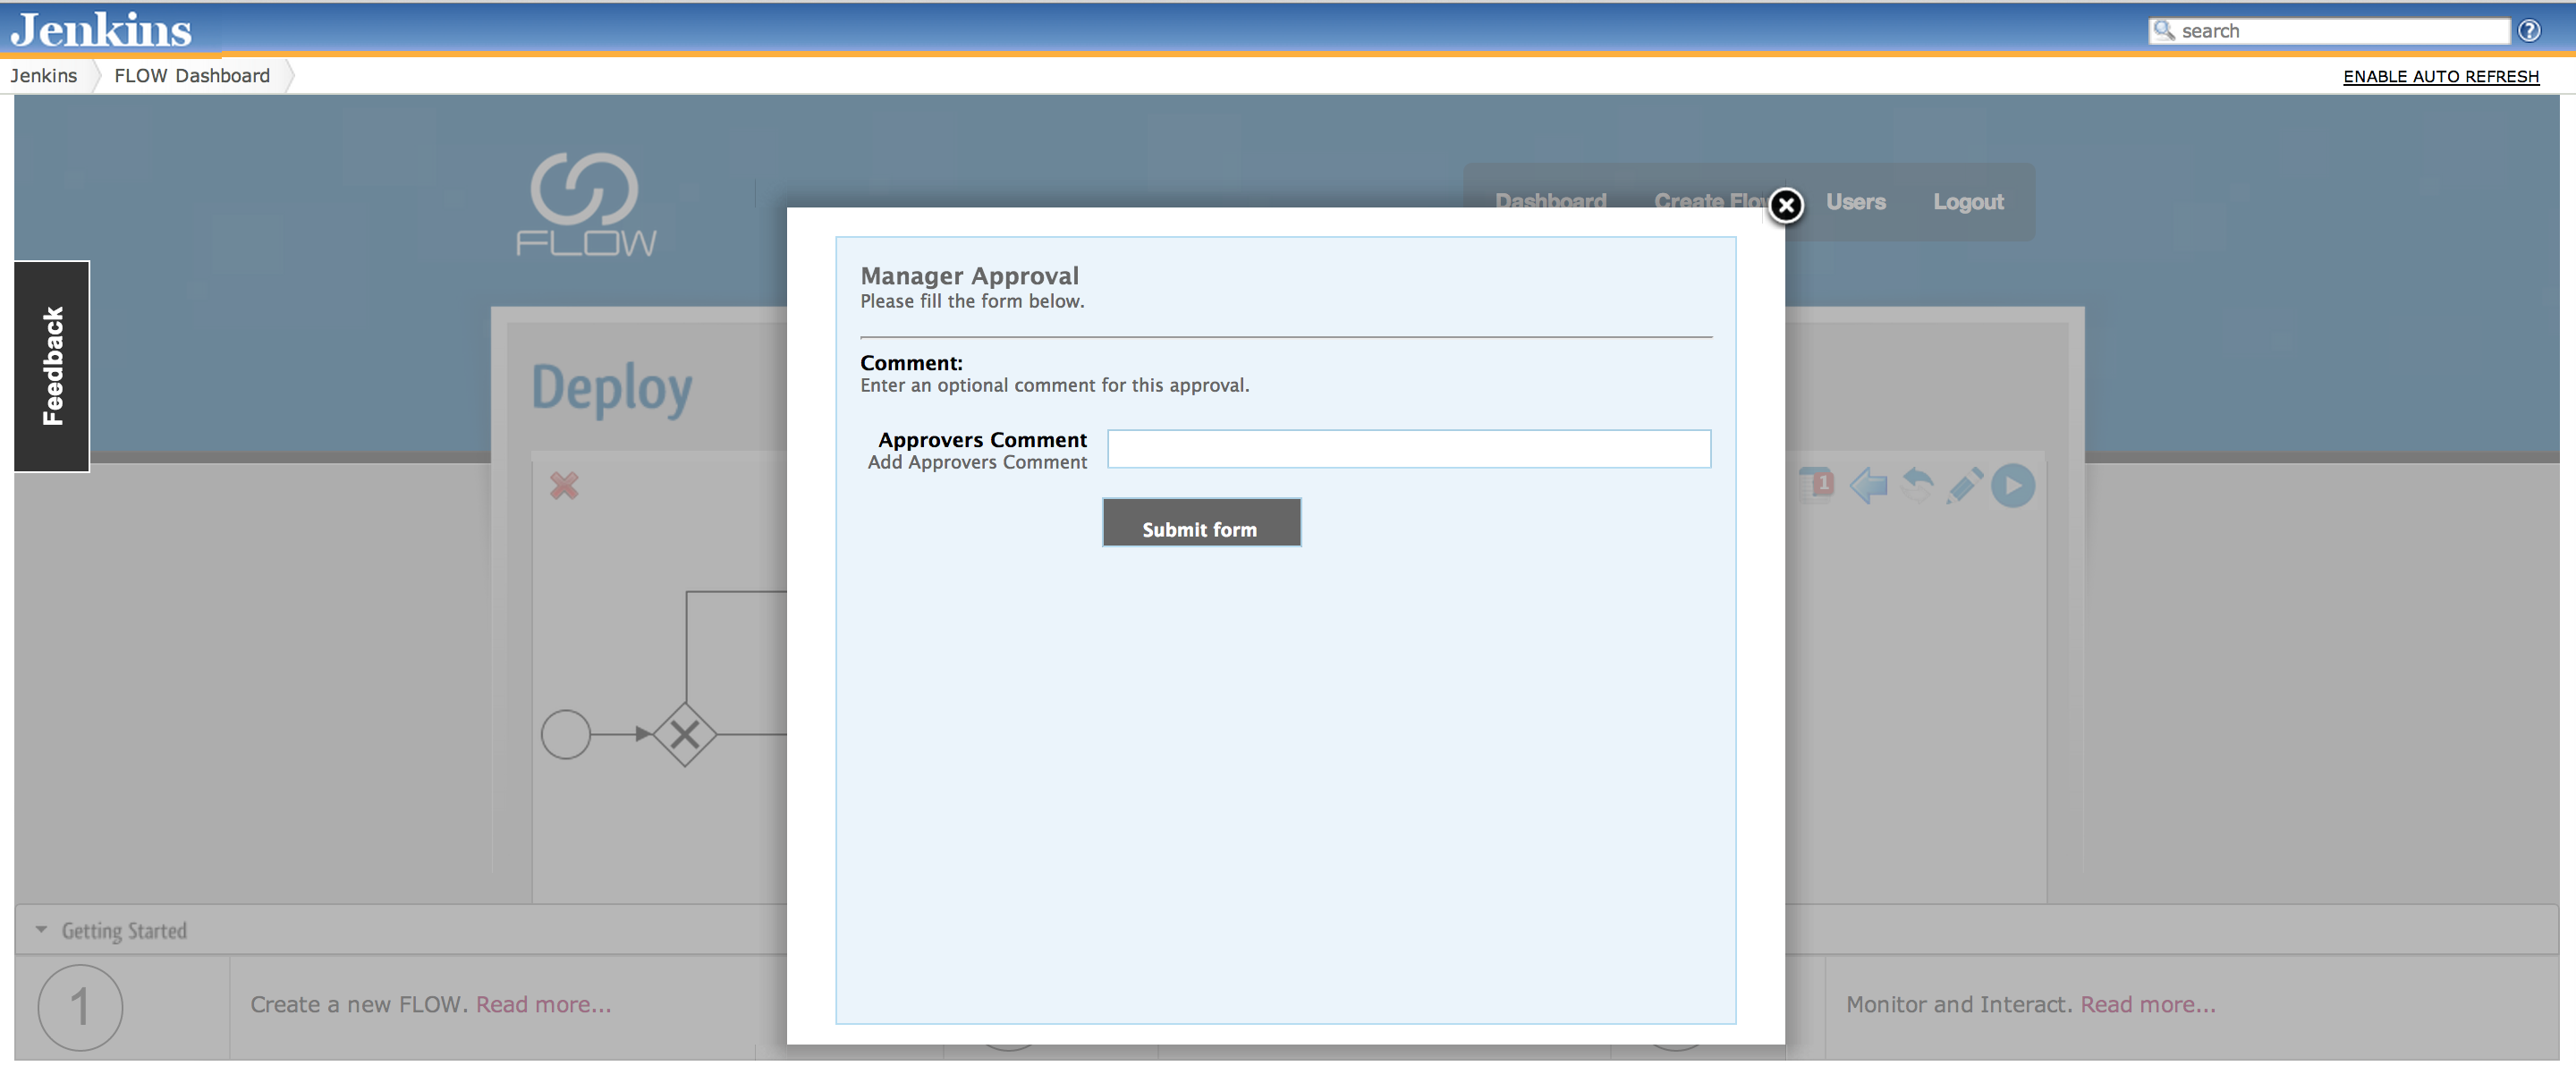 Jenkins
search
?
Jenkins
FLOW Dashboard
ENABLE AUTO REFRESH
FLOW
Dashboard
Create Flow
Users
Logout
Feedback
Manager Approval
Please fill the form below.
Comment:
Enter an optional comment for this approval.
Approvers Comment
Add Approvers Comment
Submit form
Deploy
1
Getting Started
1
Create a new FLOW. Read more...
Monitor and Interact. Read more...